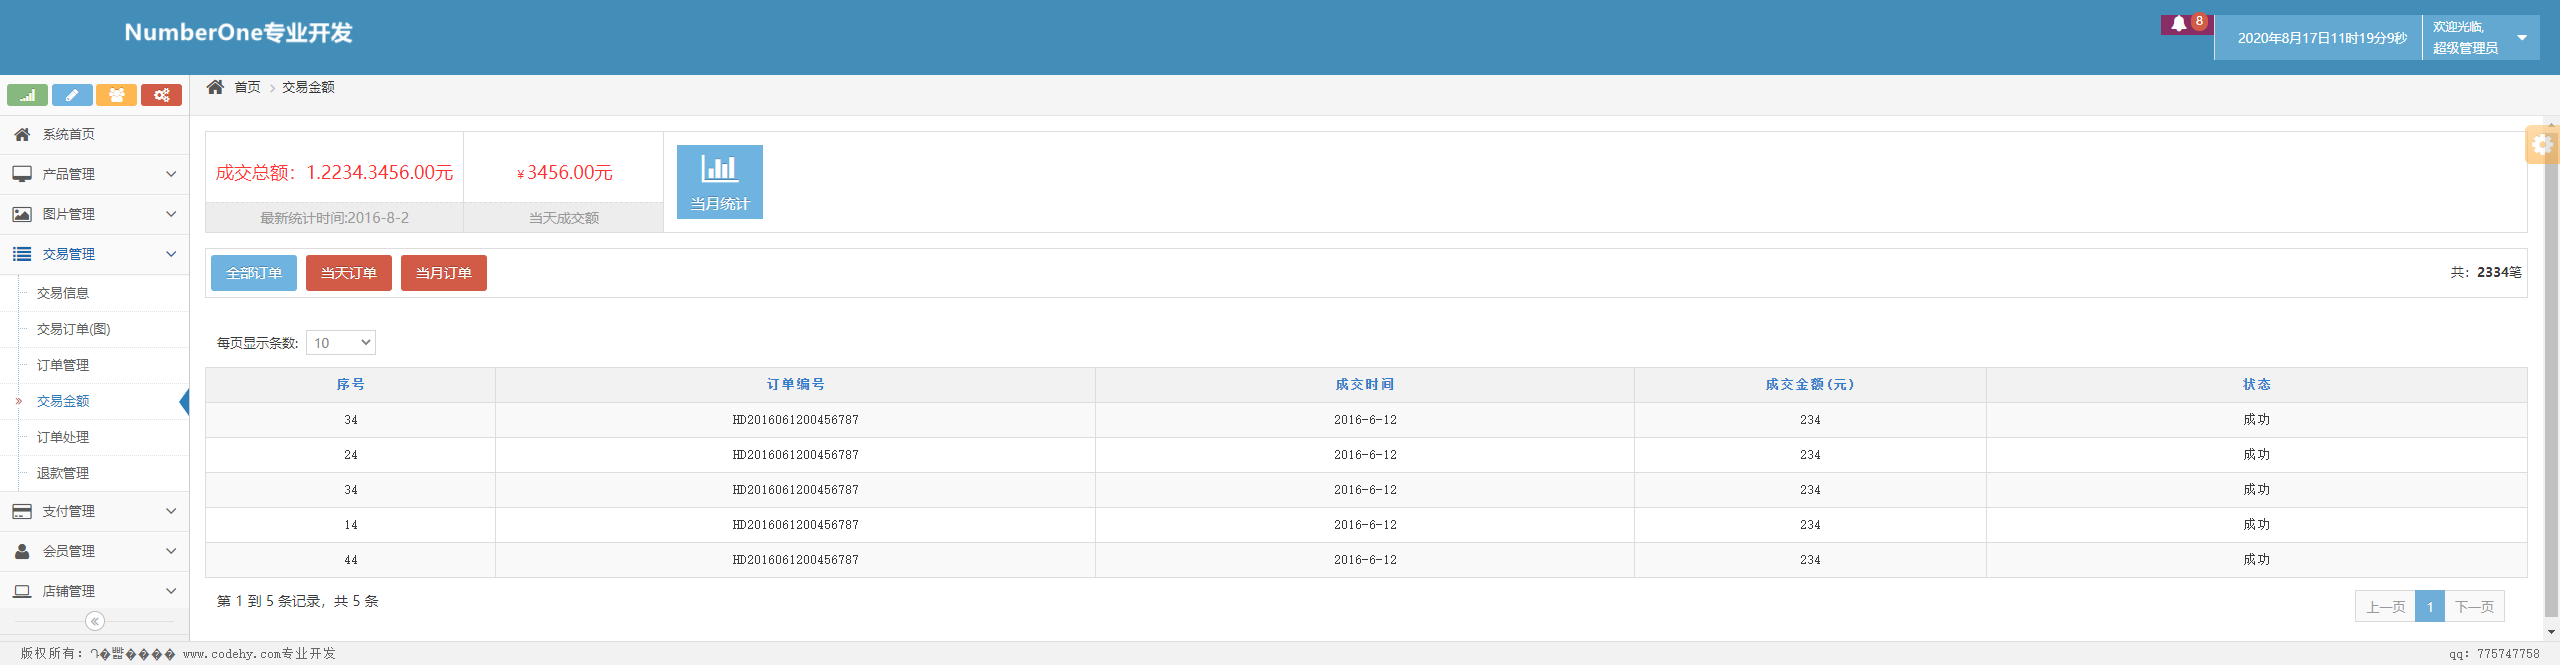 NumberOne专业开发
8
2020年8月17日11时19分9秒
欢迎光临,
超级管理员
首页 交易金额
系统首页
产品管理
图片管理
交易管理
交易信息
交易订单(图)
订单管理
交易金额
订单处理
退款管理
支付管理
会员管理
店铺管理
成交总额：1.2234.3456.00元
最新统计时间:2016-8-2
¥3456.00元
当天成交额
当月统计
全部订单 当天订单 当月订单
共：2334笔
每页显示条数: 10
序号 订单编号 成交时间 成交金额(元) 状态
34 HD2016061200456787 2016-6-12 234 成功
24 HD2016061200456787 2016-6-12 234 成功
34 HD2016061200456787 2016-6-12 234 成功
14 HD2016061200456787 2016-6-12 234 成功
44 HD2016061200456787 2016-6-12 234 成功
第 1 到 5 条记录，共 5 条
上一页 1 下一页
版权所有： www.codehy.com专业开发
qq：775747758